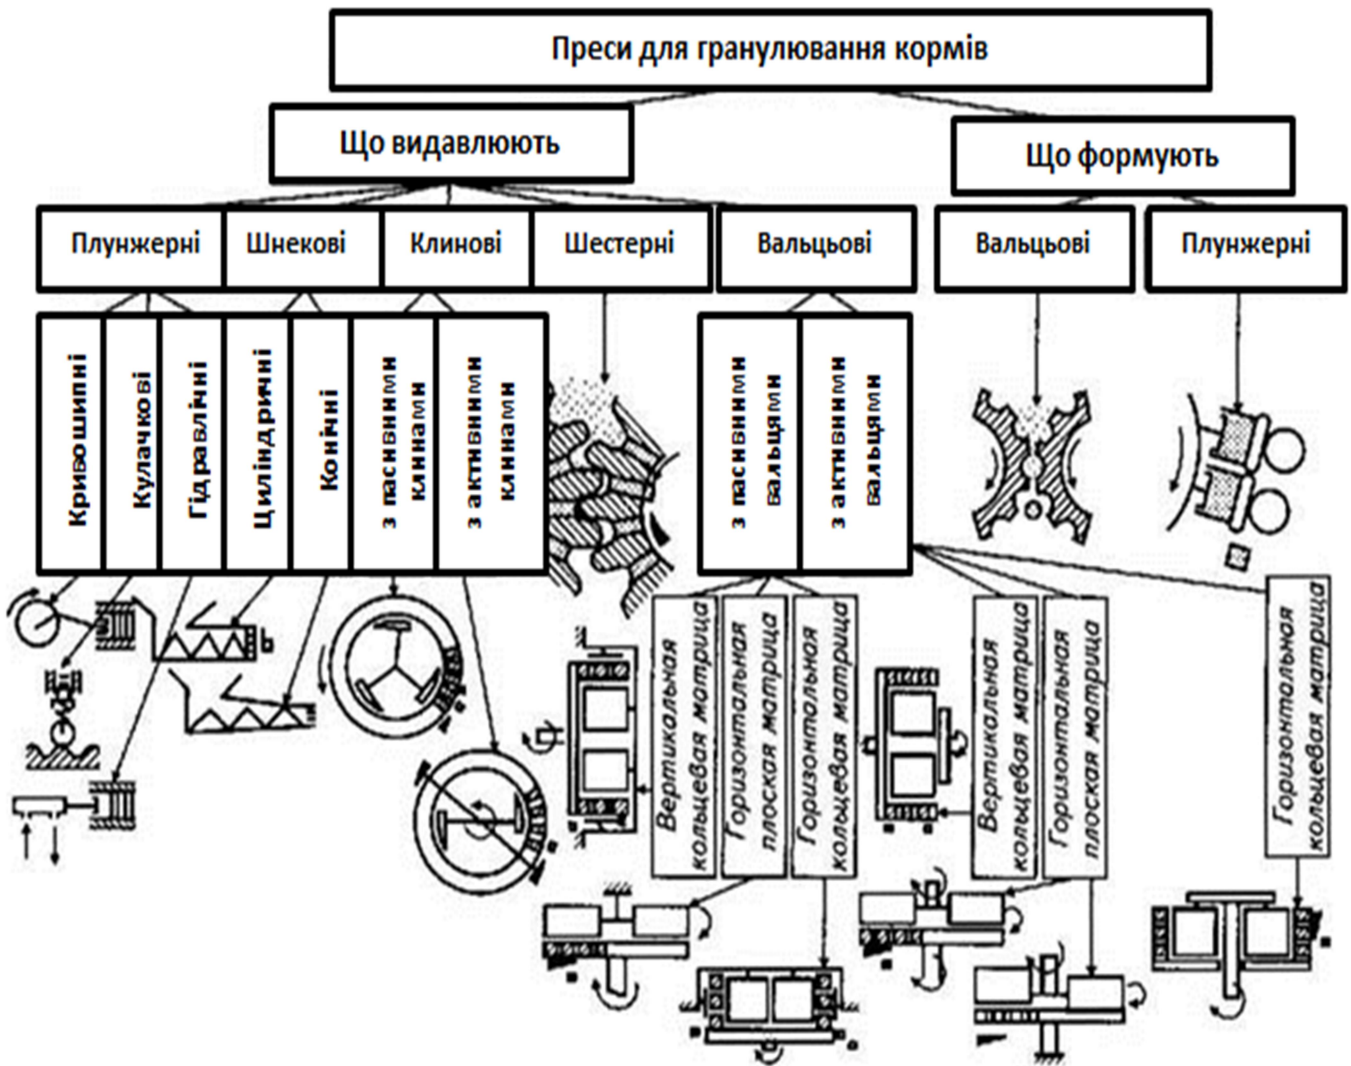 Преси для гранулювання кормів
Що видавлюють
Що формують
Плунжерні
Шнекові
Клинові
Шестерні
Вальцьові
Вальцьові
Плунжерні
Кривошипні
Кулачкові
Гідравлічні
Циліндричні
Конічні
з пасивними
клинами
з активними
клинами
з пасивними
вальцями
з активними
вальцями
Вертикальная
кольцевая матрица
Горизонтальная
плоская матрица
Горизонтальная
кольцевая матрица
Вертикальная
кольцевая матрица
Горизонтальная
плоская матрица
Горизонтальная
кольцевая матрица